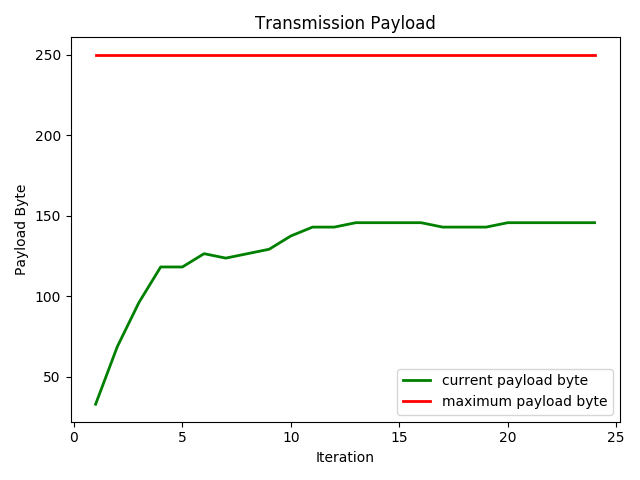 Transmission Payload
250
200
150
100
50
Payload Byte
0
5
10
15
20
25
Iteration
current payload byte
maximum payload byte